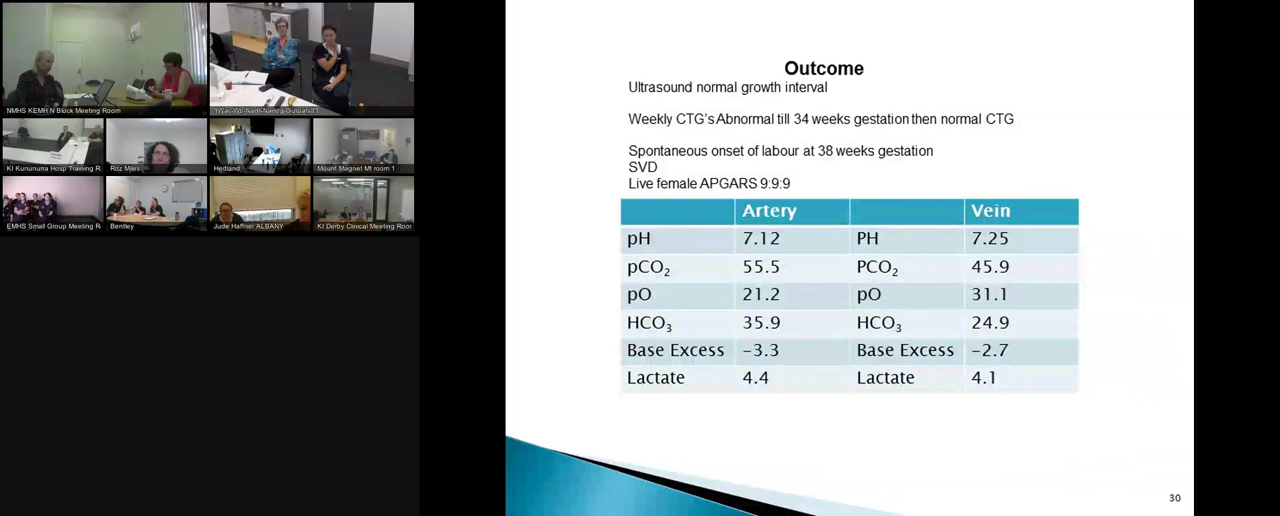 NMHS KEMH N Block Meeting Room
KI Kununurra Hosp Training R
Roz Mars
Hedland
Mount Magnet Mt room 1
EMHS Small Group Meeting R
Bentley
Jude Haffner ALBANY
KI Derby Clinical Meeting Roor
Outcome
Ultrasound normal growth interval
Weekly CTG's Abnormal till 34 weeks gestation then normal CTG
Spontaneous onset of labour at 38 weeks gestation
SVD
Live female APGARS 9:9:9
Artery Vein
pH 7.12 PH 7.25
pCO₂ 55.5 PCO₂ 45.9
pO 21.2 pO 31.1
HCO₃ 35.9 HCO₃ 24.9
Base Excess -3.3 Base Excess -2.7
Lactate 4.4 Lactate 4.1
30